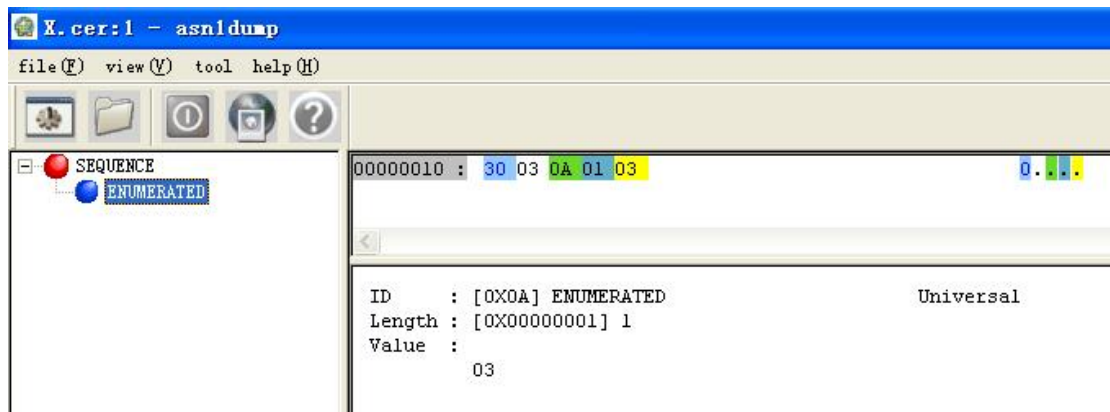 X.cer:1 - asn1dump
file(F) view(V) tool help(H)
SEQUENCE
ENUMERATED
00000010 : 30 03 0A 01 03 0....
ID : [0X0A] ENUMERATED Universal
Length : [0X00000001] 1
Value :
03